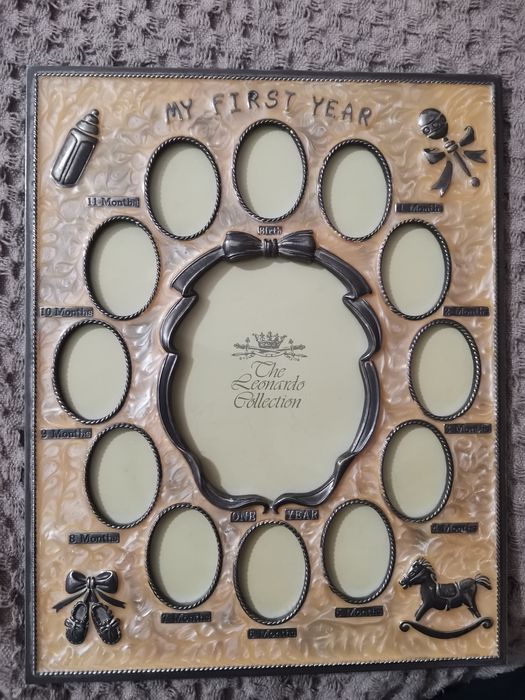 MY FIRST YEAR
Birth
1 Month
2 Months
3 Months
4 Months
5 Months
6 Months
7 Months
8 Months
9 Months
10 Months
11 Months
The
Leonardo
Collection
ONE YEAR